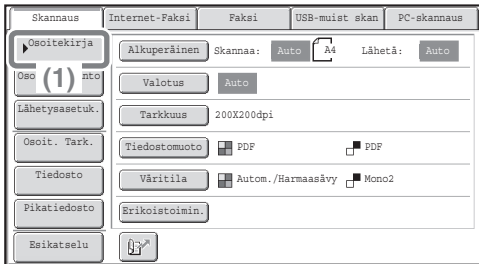 Skannaus Internet-Faksi Faksi USB-muist skan PC-skannaus
Osoitekirja Alkuperäinen Skannaa: Auto A4 Lähetä: Auto
(1) Valotus Auto
Lähetysasetuk. Tarkkuus 200X200dpi
Osoit. Tark. Tiedostomuoto PDF PDF
Tiedosto Väritila Autom./Harmaasävy Mono2
Pikatiedosto Erikoistoimin.
Esikatselu